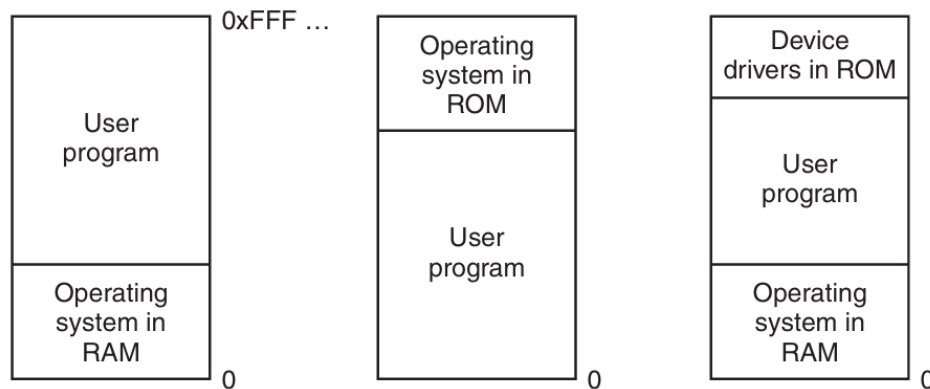 User
program
Operating
system in
RAM
0xFFF …
0
Operating
system in
ROM
User
program
0
Device
drivers in ROM
User
program
Operating
system in
RAM
0